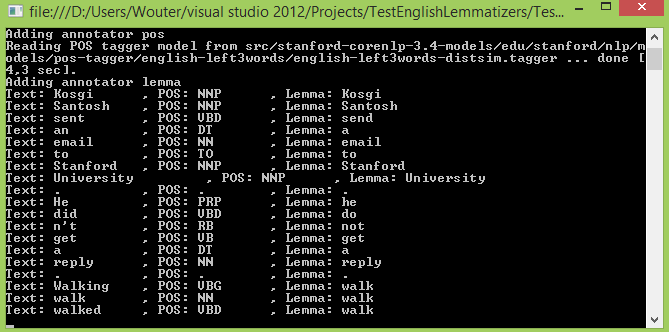 file:///D:/Users/Wouter/visual studio 2012/Projects/TestEnglishLemmatizers/Tes...
Adding annotator pos
Reading POS tagger model from src/stanford-corenlp-3.4-models/edu/stanford/nlp/m
odels/pos-tagger/english-left3words/english-left3words-distsim.tagger ... done [
4,3 sec].
Adding annotator lemma
Text: Kosgi , POS: NNP , Lemma: Kosgi
Text: Santosh , POS: NNP , Lemma: Santosh
Text: sent , POS: VBD , Lemma: send
Text: an , POS: DT , Lemma: a
Text: email , POS: NN , Lemma: email
Text: to , POS: TO , Lemma: to
Text: Stanford , POS: NNP , Lemma: Stanford
Text: University , POS: NNP , Lemma: University
Text: . , POS: . , Lemma: .
Text: He , POS: PRP , Lemma: he
Text: did , POS: VBD , Lemma: do
Text: n't , POS: RB , Lemma: not
Text: get , POS: VB , Lemma: get
Text: a , POS: DT , Lemma: a
Text: reply , POS: NN , Lemma: reply
Text: . , POS: . , Lemma: .
Text: Walking , POS: VBG , Lemma: walk
Text: walk , POS: NN , Lemma: walk
Text: walked , POS: VBD , Lemma: walk